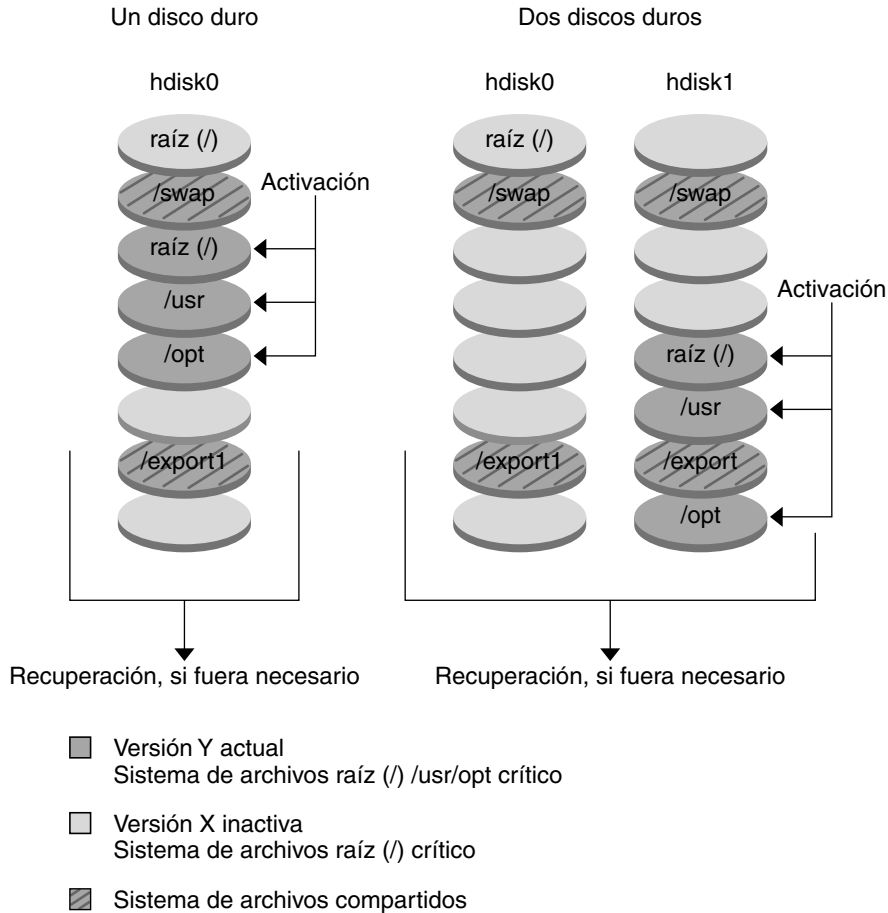 Un disco duro
Dos discos duros
hdisk0
raíz (/)
/swap
Activación
raíz (/)
/usr
/opt
/export1
Recuperación, si fuera necesario
hdisk0
raíz (/)
/swap
/export1
hdisk1
/swap
Activación
raíz (/)
/usr
/export
/opt
Recuperación, si fuera necesario
Versión Y actual
Sistema de archivos raíz (/) /usr/opt crítico
Versión X inactiva
Sistema de archivos raíz (/) crítico
Sistema de archivos compartidos